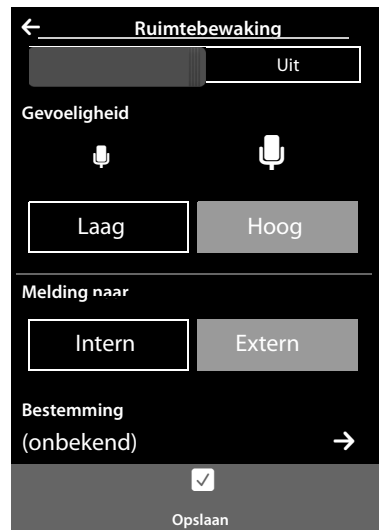 Ruimtebewaking
Uit
Gevoeligheid
Laag Hoog
Melding naar
Intern Extern
Bestemming
(onbekend)
Opslaan